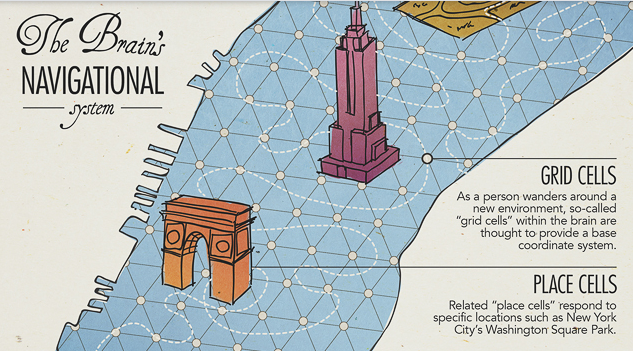 The Brain's
NAVIGATIONAL
system
GRID CELLS
As a person wanders around a
new environment, so-called
"grid cells" within the brain are
thought to provide a base
coordinate system.
PLACE CELLS
Related "place cells" respond to
specific locations such as New York
City's Washington Square Park.